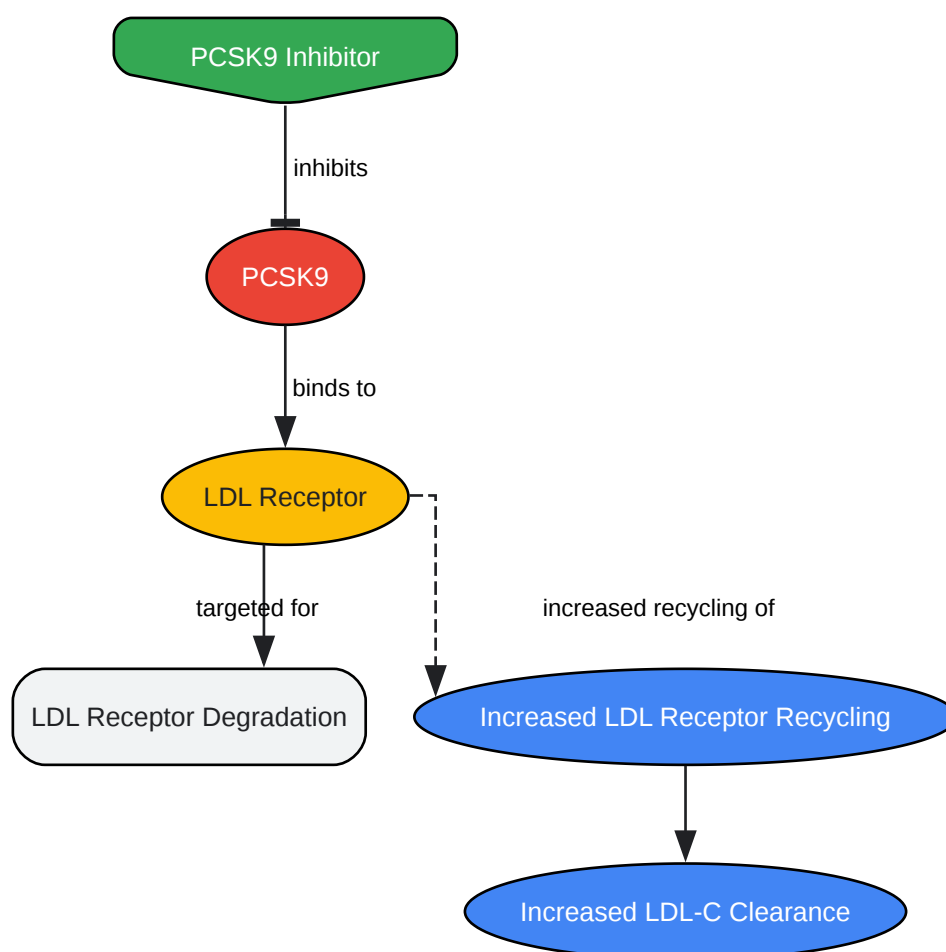 PCSK9 Inhibitor
inhibits
PCSK9
binds to
LDL Receptor
targeted for
increased recycling of
LDL Receptor Degradation
Increased LDL Receptor Recycling
Increased LDL-C Clearance